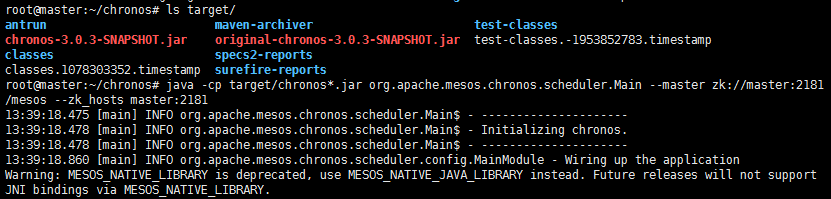 root@master:~/chronos# ls target/
antrun maven-archiver test-classes
chronos-3.0.3-SNAPSHOT.jar original-chronos-3.0.3-SNAPSHOT.jar test-classes.-1953852783.timestamp
classes specs2-reports
classes.1078303352.timestamp surefire-reports
root@master:~/chronos# java -cp target/chronos*.jar org.apache.mesos.chronos.scheduler.Main --master zk://master:2181
/mesos --zk_hosts master:2181
13:39:18.475 [main] INFO org.apache.mesos.chronos.scheduler.Main$ - ---------------------
13:39:18.478 [main] INFO org.apache.mesos.chronos.scheduler.Main$ - Initializing chronos.
13:39:18.478 [main] INFO org.apache.mesos.chronos.scheduler.Main$ - ---------------------
13:39:18.860 [main] INFO org.apache.mesos.chronos.scheduler.config.MainModule - Wiring up the application
Warning: MESOS_NATIVE_LIBRARY is deprecated, use MESOS_NATIVE_JAVA_LIBRARY instead. Future releases will not support
JNI bindings via MESOS_NATIVE_LIBRARY.